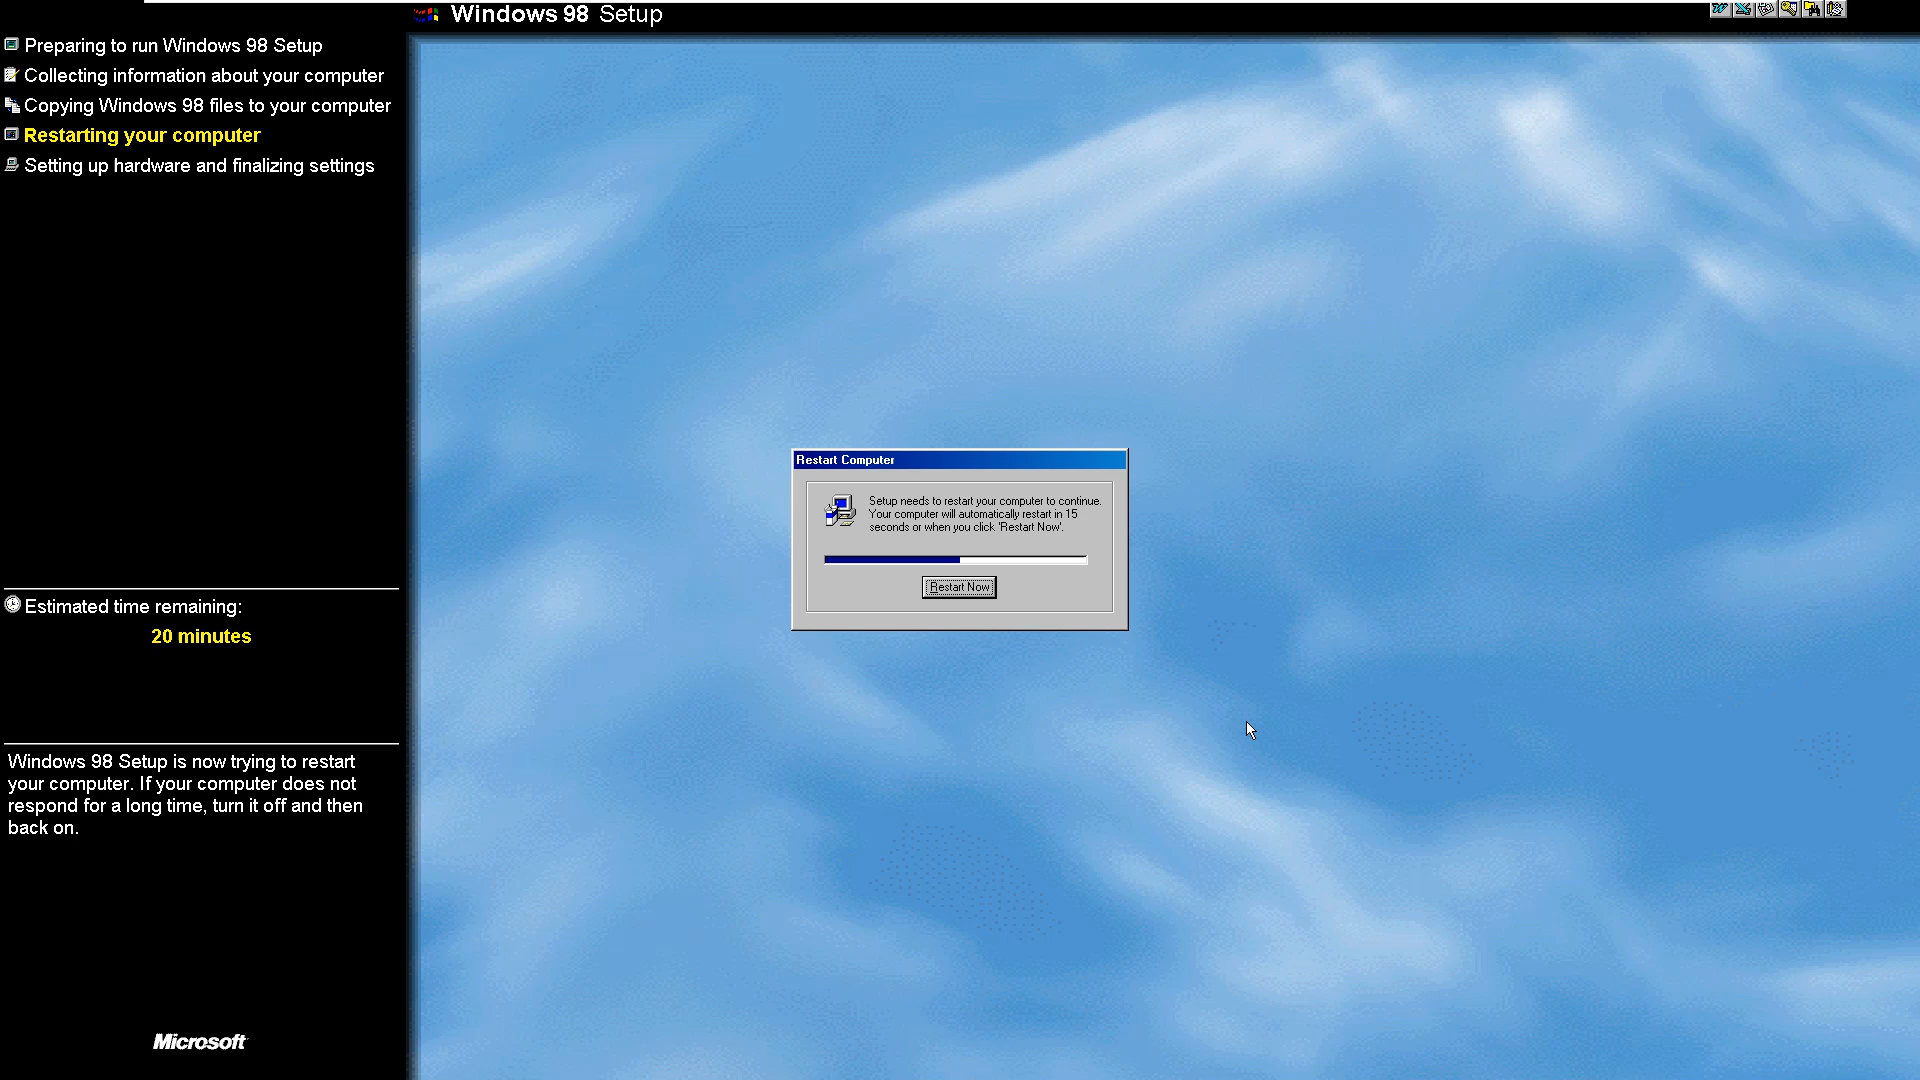 Windows 98 Setup
Preparing to run Windows 98 Setup
Collecting information about your computer
Copying Windows 98 files to your computer
Restarting your computer
Setting up hardware and finalizing settings
Restart Computer
Setup needs to restart your computer to continue.
Your computer will automatically restart in 15
seconds or when you click 'Restart Now'.
Restart Now
Estimated time remaining:
20 minutes
Windows 98 Setup is now trying to restart
your computer. If your computer does not
respond for a long time, turn it off and then
back on.
Microsoft